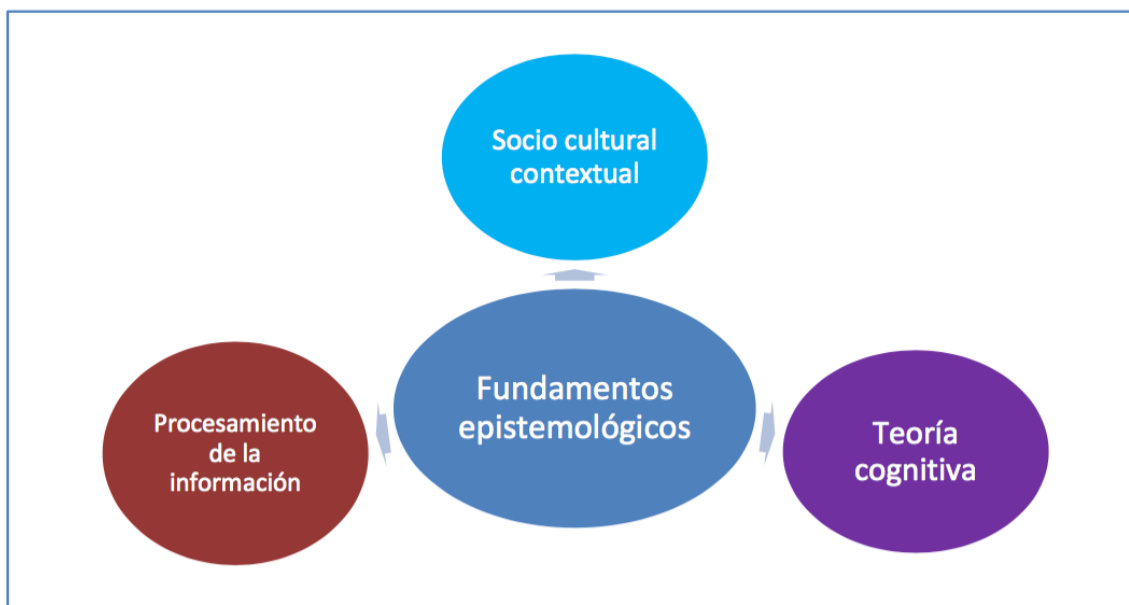 Socio cultural
contextual
Fundamentos
epistemológicos
Procesamiento
de la
información
Teoría
cognitiva